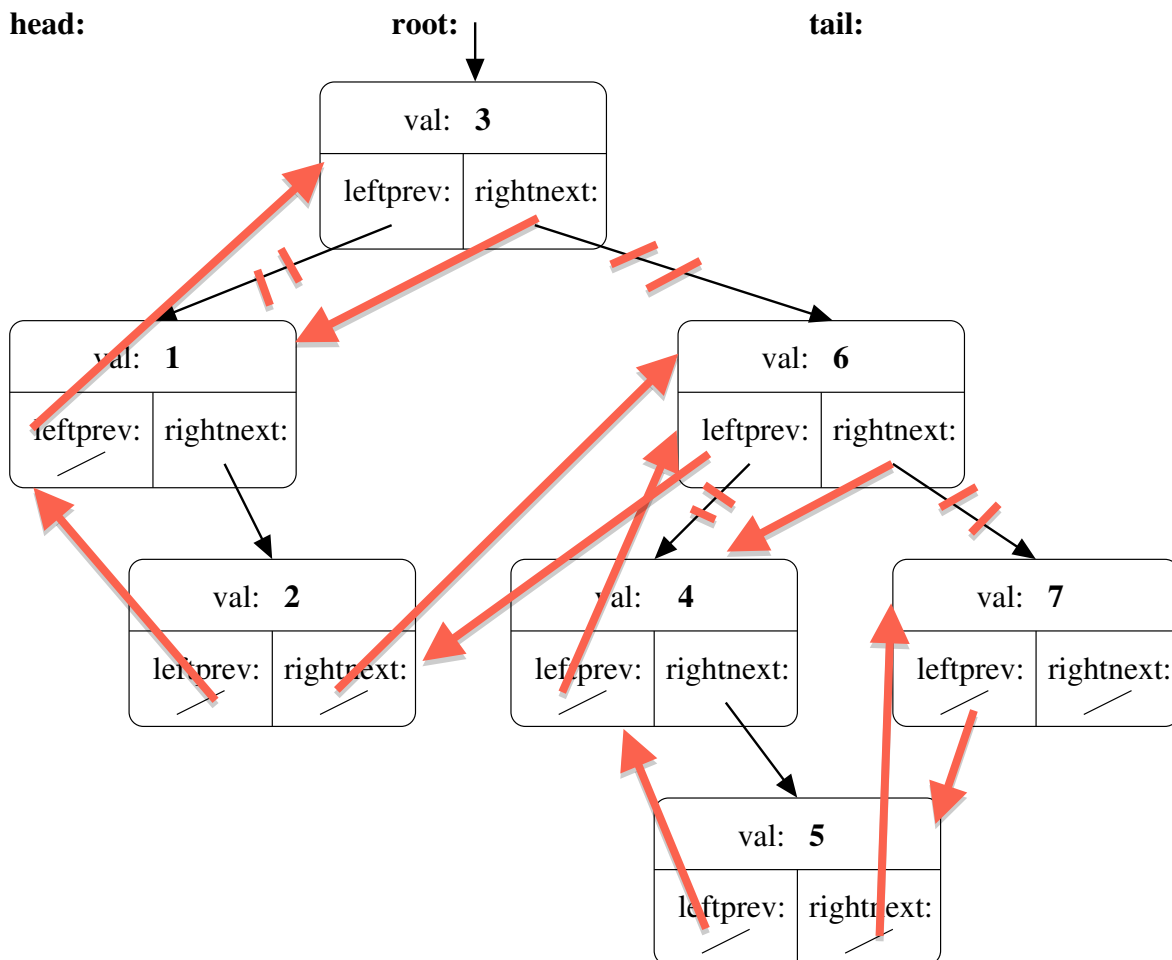 head: root: tail:
val: 3
leftprev: rightnext:
val: 1 val: 6
leftprev: rightnext: leftprev: rightnext:
val: 2 val: 4 val: 7
leftprev: rightnext: leftprev: rightnext: leftprev: rightnext:
val: 5
leftprev: rightnext: